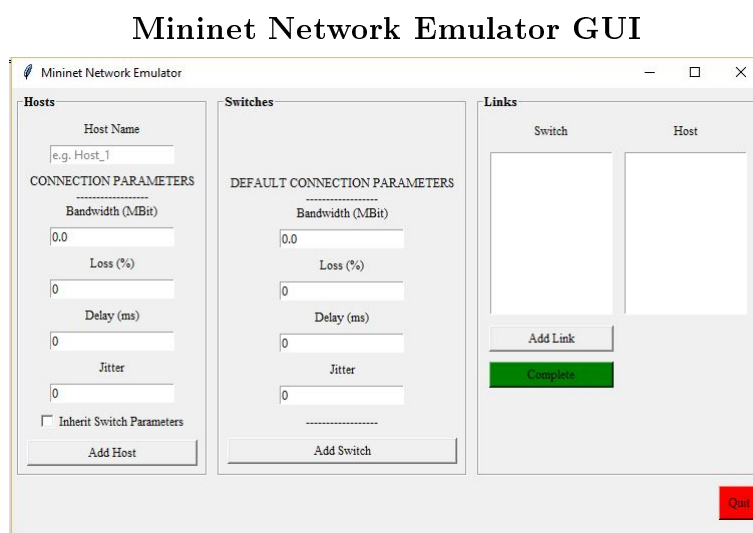 Mininet Network Emulator GUI
Mininet Network Emulator
Hosts
Host Name
e.g. Host_1
CONNECTION PARAMETERS
------------------
Bandwidth (MBit)
0.0
Loss (%)
0
Delay (ms)
0
Jitter
0
Inherit Switch Parameters
Add Host
Switches
DEFAULT CONNECTION PARAMETERS
------------------
Bandwidth (MBit)
0.0
Loss (%)
0
Delay (ms)
0
Jitter
0
------------------
Add Switch
Links
Switch
Host
Add Link
Complete
Quit